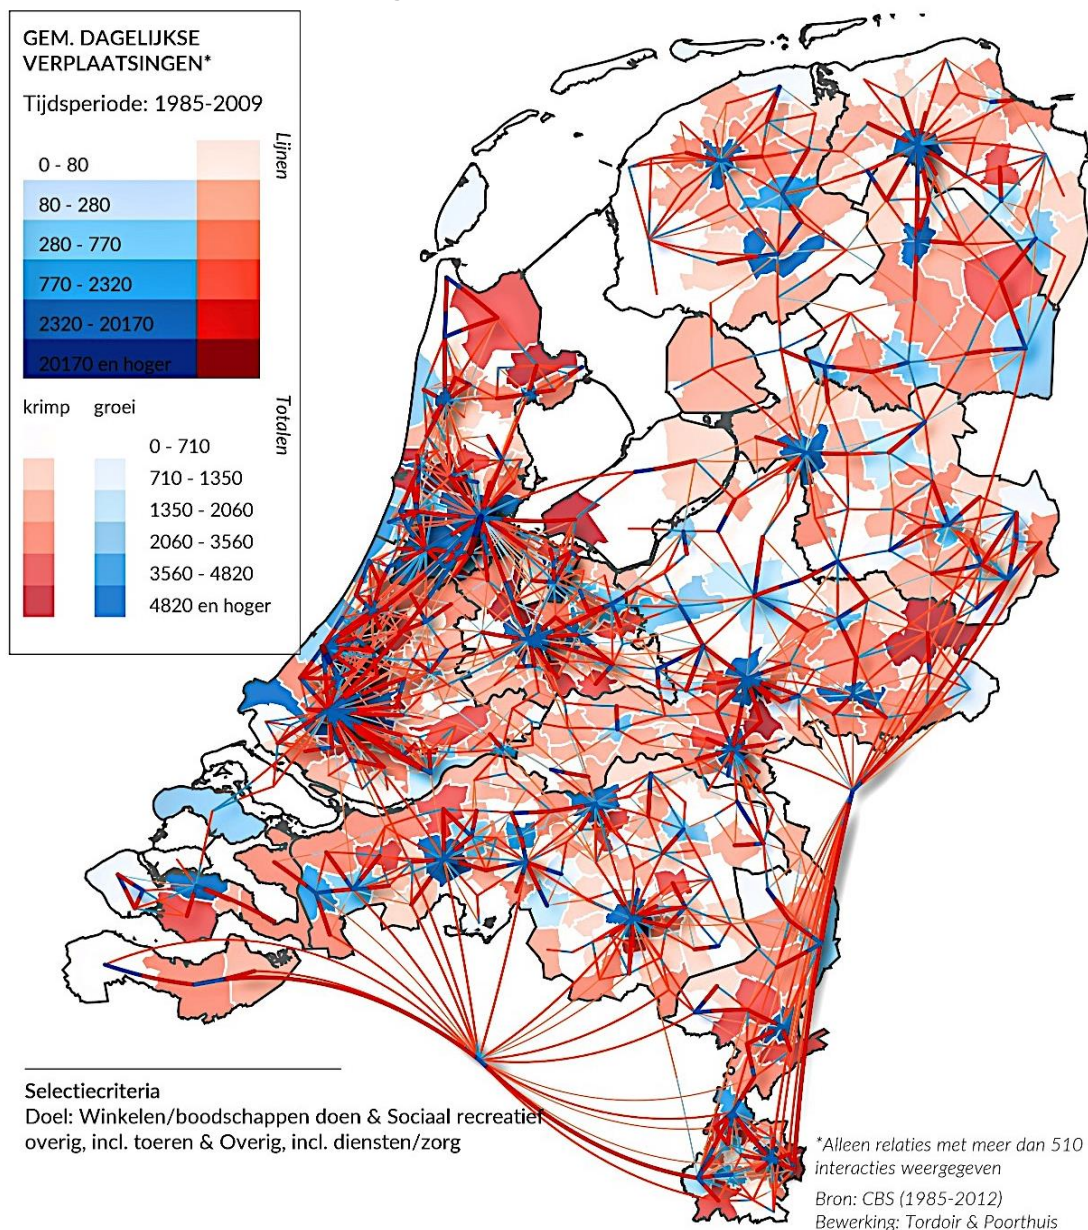 GEM. DAGELIJKSE
VERPLAATSINGEN*
Tijdsperiode: 1985-2009
Lijnen
0 - 80
80 - 280
280 - 770
770 - 2320
2320 - 20170
20170 en hoger
krimp groei
Totalen
0 - 710
710 - 1350
1350 - 2060
2060 - 3560
3560 - 4820
4820 en hoger
Selectiecriteria
Doel: Winkelen/boodschappen doen & Sociaal recreatief
overig, incl. toeren & Overig, incl. diensten/zorg
*Alleen relaties met meer dan 510
interacties weergegeven
Bron: CBS (1985-2012)
Bewerking: Tordoir & Poorthuis